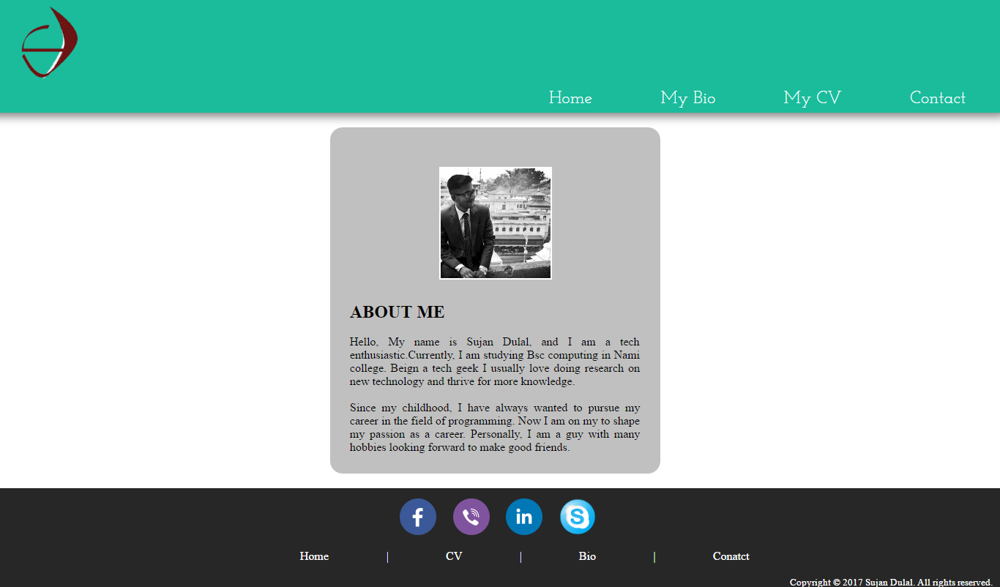 Home My Bio My CV Contact
ABOUT ME
Hello, My name is Sujan Dulal, and I am a tech
enthusiastic.Currently, I am studying Bsc computing in Nami
college. Beign a tech geek I usually love doing research on
new technology and thrive for more knowledge.
Since my childhood, I have always wanted to pursue my
career in the field of programming. Now I am on my to shape
my passion as a career. Personally, I am a guy with many
hobbies looking forward to make good friends.
Home | CV | Bio | Conatct
Copyright © 2017 Sujan Dulal. All rights reserved.